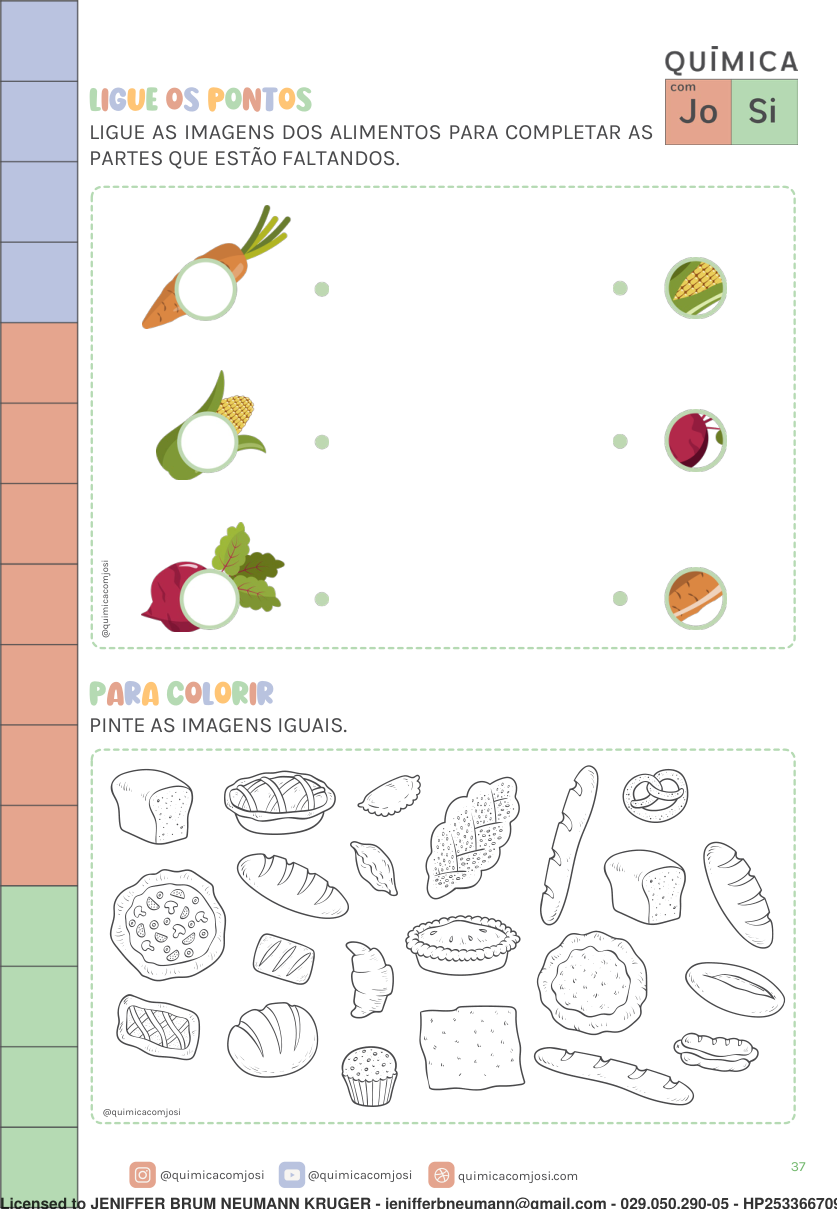 QUÍMICA
com
Jo Si
LIGUE OS PONTOS
LIGUE AS IMAGENS DOS ALIMENTOS PARA COMPLETAR AS
PARTES QUE ESTÃO FALTANDOS.
@quimicacomjosi
PARA COLORIR
PINTE AS IMAGENS IGUAIS.
@quimicacomjosi
@quimicacomjosi @quimicacomjosi quimicacomjosi.com
37
Licensed to JENIFFER BRUM NEUMANN KRUGER - jenifferbneumann@gmail.com - 029.050.290-05 - HP253366709